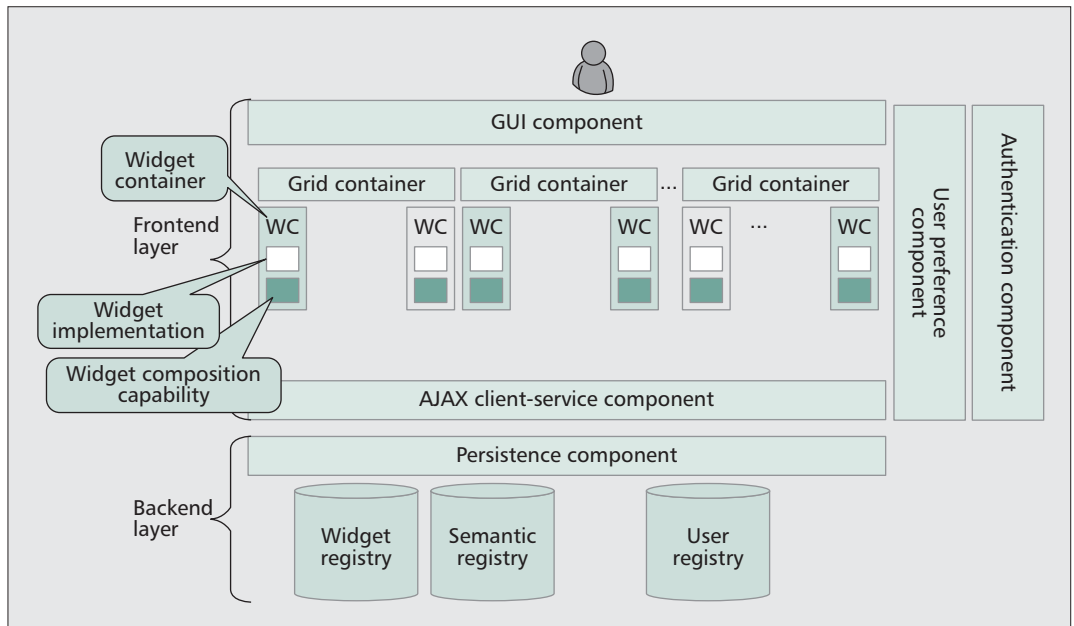 GUI component
Widget
container
Grid container
Grid container
...
Grid container
Frontend
layer
WC
WC
WC
WC
WC
...
WC
Widget
implementation
Widget composition
capability
AJAX client-service component
User preference
component
Authentication component
Persistence component
Backend
layer
Widget
registry
Semantic
registry
User
registry